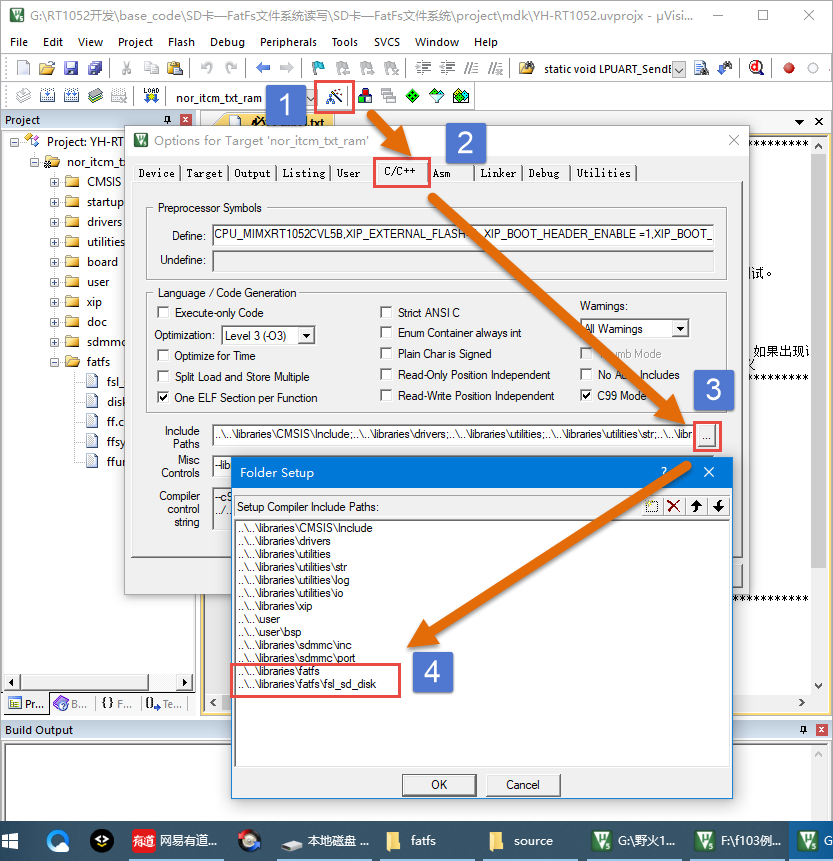 G:\RT1052开发\base_code\SD卡—FatFs文件系统读写\SD卡—FatFs文件系统\project\mdk\YH-RT1052.uvprojx - µVisi...
File Edit View Project Flash Debug Peripherals Tools SVCS Window Help
static void LPUART_SendE
LOAD
nor_itcm_txt_ram
1
Project
.txt
Project: YH-RT
nor_itcm_t
CMSIS
startup
drivers
utilities
board
user
xip
doc
sdmmc
fatfs
fsl_
disk
ff.c
ffsy
ffun
Options for Target 'nor_itcm_txt_ram'
2
Device Target Output Listing User C/C++ Asm Linker Debug Utilities
Preprocessor Symbols
Define: CPU_MIMXRT1052CVL5B,XIP_EXTERNAL_FLASH XIP_BOOT_HEADER_ENABLE =1,XIP_BOOT_
Undefine:
Language / Code Generation
Execute-only Code
Strict ANSI C
Warnings:
Optimization: Level 3 (-O3)
Enum Container always int
All Warnings
Optimize for Time
Plain Char is Signed
Mode
Split Load and Store Multiple
Read-Only Position Independent
No Includes
One ELF Section per Function
Read-Write Position Independent
C99 Mode
3
试。
如果出现
Include
Paths
..\..\libraries\CMSIS\Include;..\..\libraries\drivers;..\..\libraries\utilities;..\..\libraries\utilities\str;..\..\libr
...
Misc
Controls
--lib
Compiler
control
string
--c9
../..
Folder Setup
?
Setup Compiler Include Paths:
..\..\libraries\CMSIS\Include
..\..\libraries\drivers
..\..\libraries\utilities
..\..\libraries\utilities\str
..\..\libraries\utilities\log
..\..\libraries\utilities\io
..\..\libraries\xip
..\..\user
..\..\user\bsp
..\..\libraries\sdmmc\inc
..\..\libraries\sdmmc\port
..\..\libraries\fatfs
..\..\libraries\fatfs\fsl_sd_disk
4
OK Cancel
Pr... B... {} F... Te...
Build Output
有道 网易有道... 本地磁盘 ... fatfs source G:\野火1... F:\f103例... G